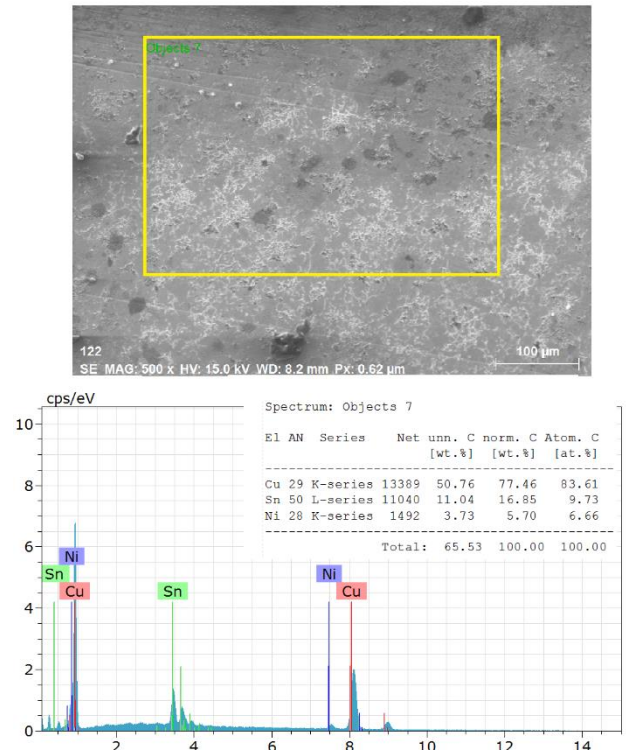 Objects 7
122
100 µm
SE MAG: 500 x HV: 15.0 kV WD: 8.2 mm Px: 0.62 µm
cps/eV
Spectrum: Objects 7
El AN Series Net unn. C norm. C Atom. C
[wt.%] [wt.%] [at.%]
Cu 29 K-series 13389 50.76 77.46 83.61
Sn 50 L-series 11040 11.04 16.85 9.73
Ni 28 K-series 1492 3.73 5.70 6.66
Total: 65.53 100.00 100.00
10
8
6
4
2
0
Ni
Sn
Cu
Sn
Ni
Cu
2 4 6 8 10 12 14